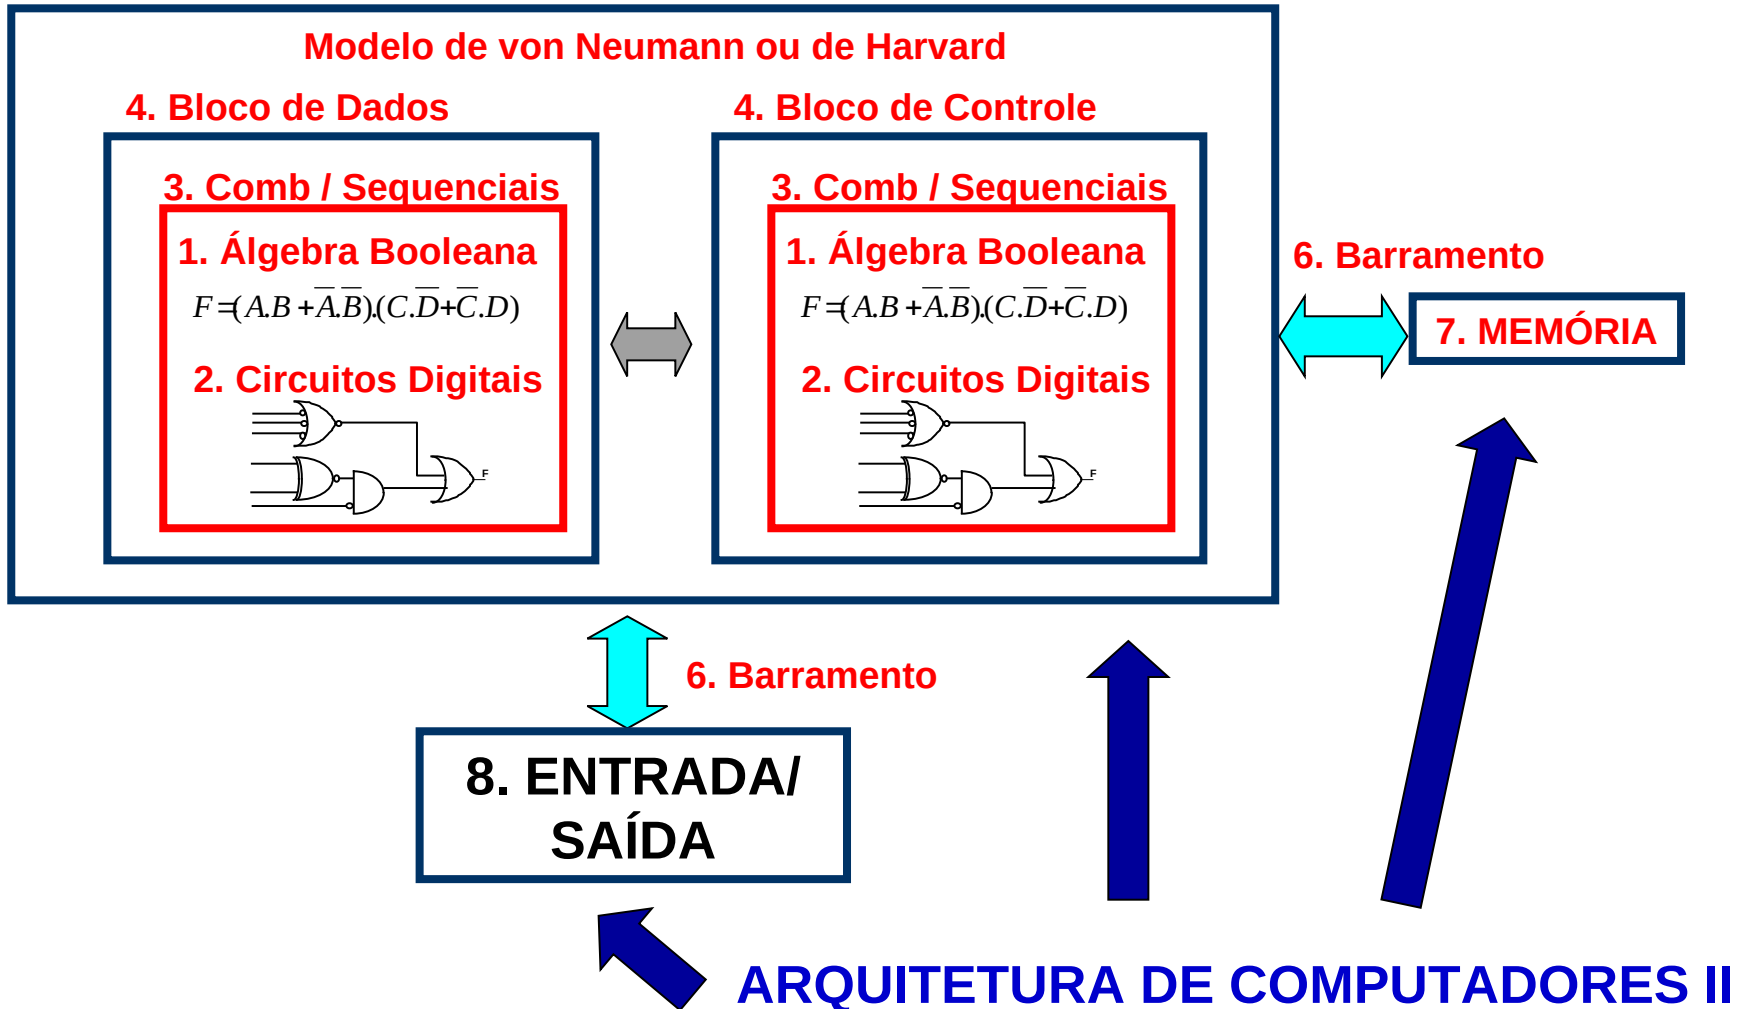 Modelo de von Neumann ou de Harvard
4. Bloco de Dados
4. Bloco de Controle
3. Comb / Sequenciais
3. Comb / Sequenciais
1. Álgebra Booleana
1. Álgebra Booleana
F=(A.B+A̅.B̅).(C.D̅+C̅.D)
F=(A.B+A̅.B̅).(C.D̅+C̅.D)
2. Circuitos Digitais
2. Circuitos Digitais
F
F
6. Barramento
7. MEMÓRIA
6. Barramento
8. ENTRADA/
SAÍDA
ARQUITETURA DE COMPUTADORES II